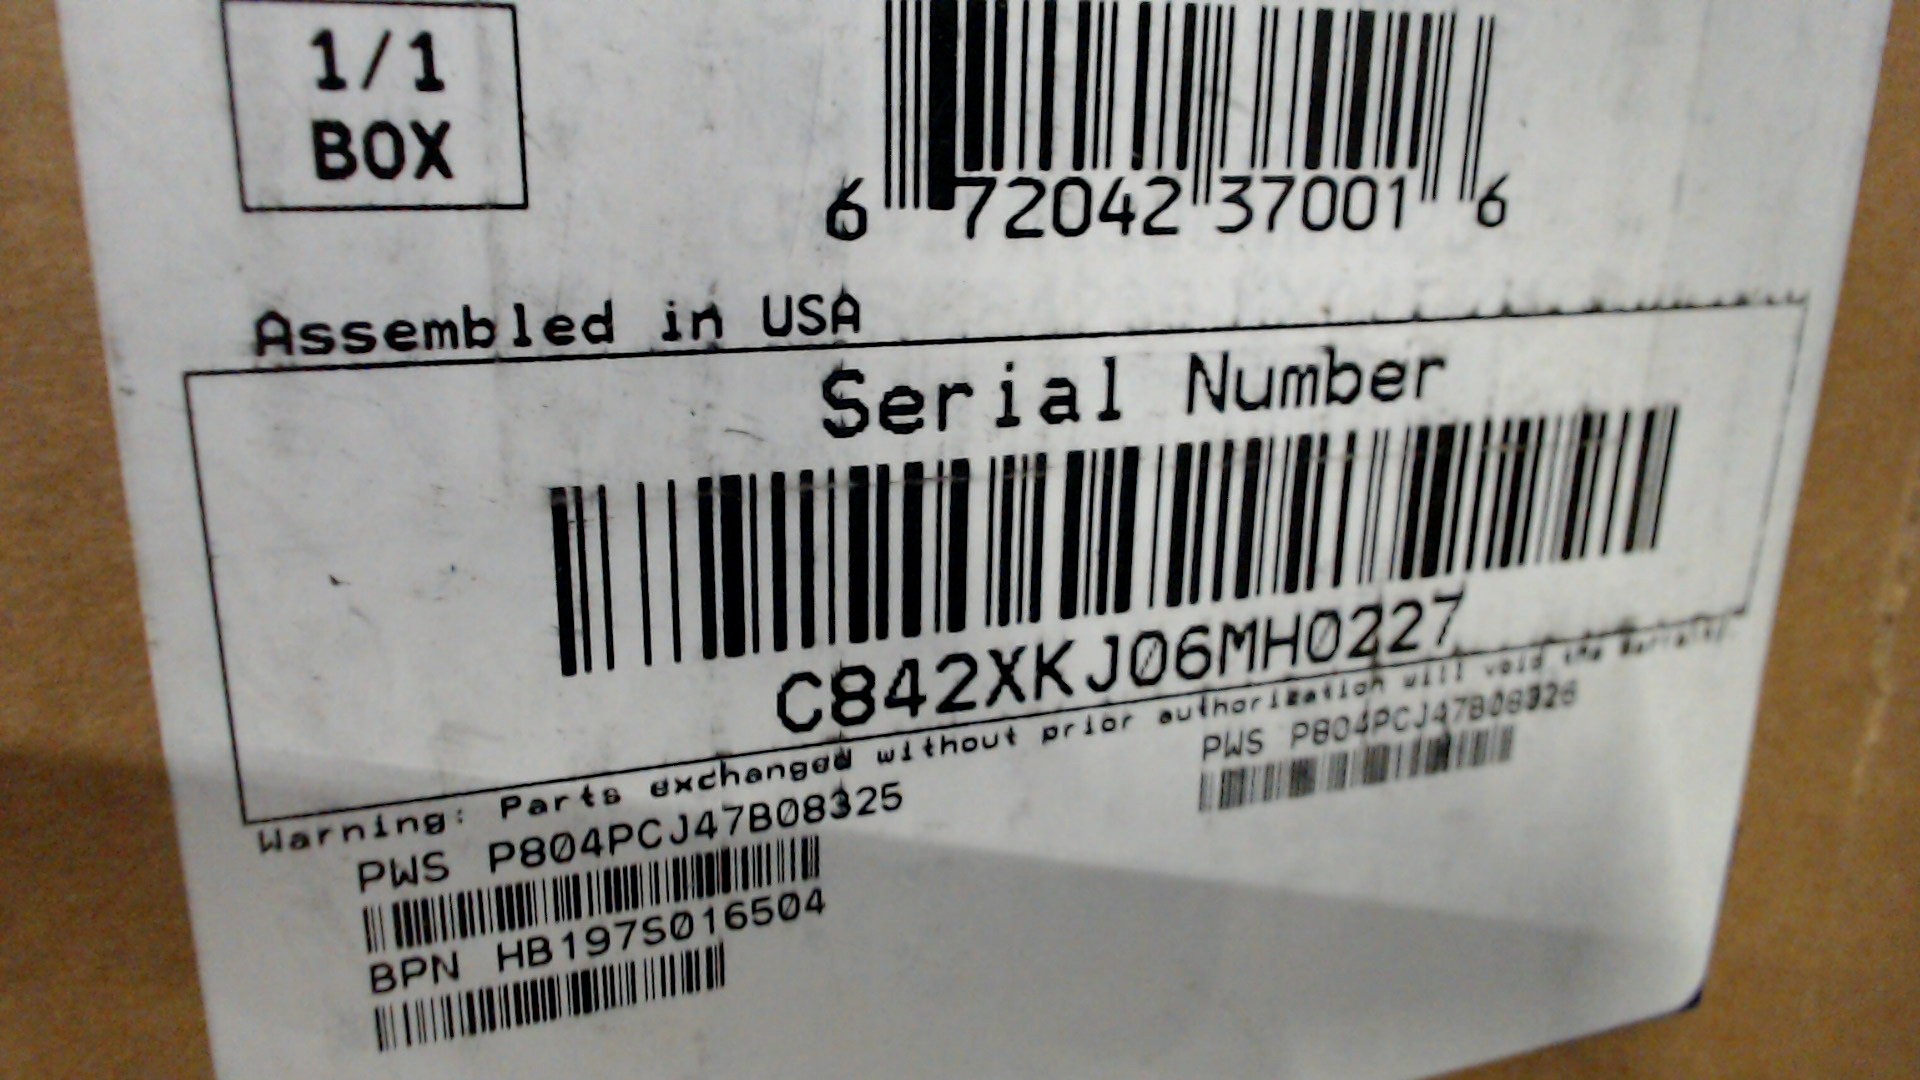 1/1
BOX
6 72042 37001 6
Assembled in USA
Serial Number
C842XKJ06MH0227
Warning: Parts exchanged without prior authorization will void the warranty.
PWS P804PCJ47B08325
PWS P804PCJ47B08326
BPN HB197S016504